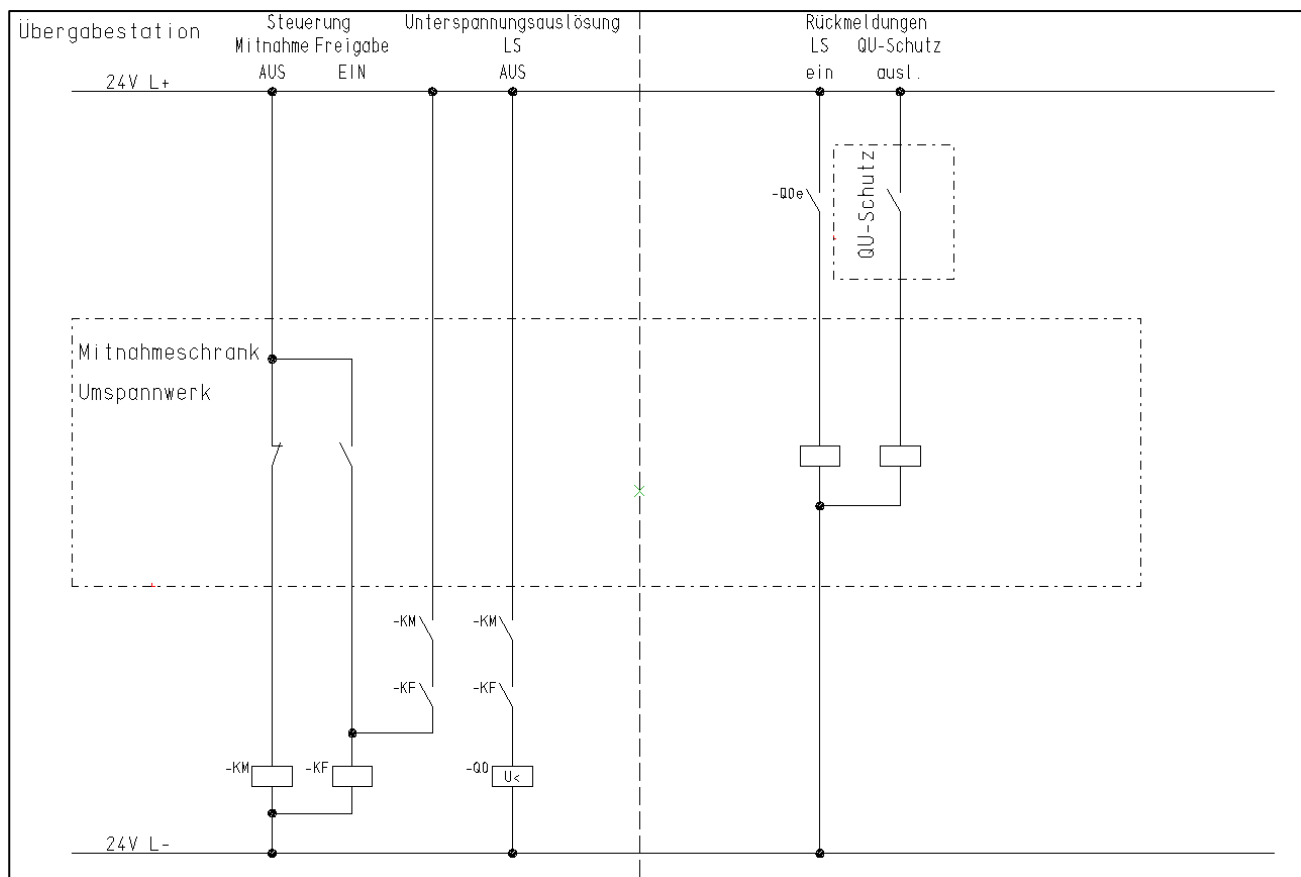 Übergabestation
Steuerung
Mitnahme Freigabe
AUS EIN
Unterspannungsauslösung
LS
AUS
Rückmeldungen
LS QU-Schutz
ein ausl.
24V L+
-Q0e
QU-Schutz
Mitnahmeschrank
Umspannwerk
-KM -KM
-KF -KF
-KM -KF -Q0 U<
24V L-